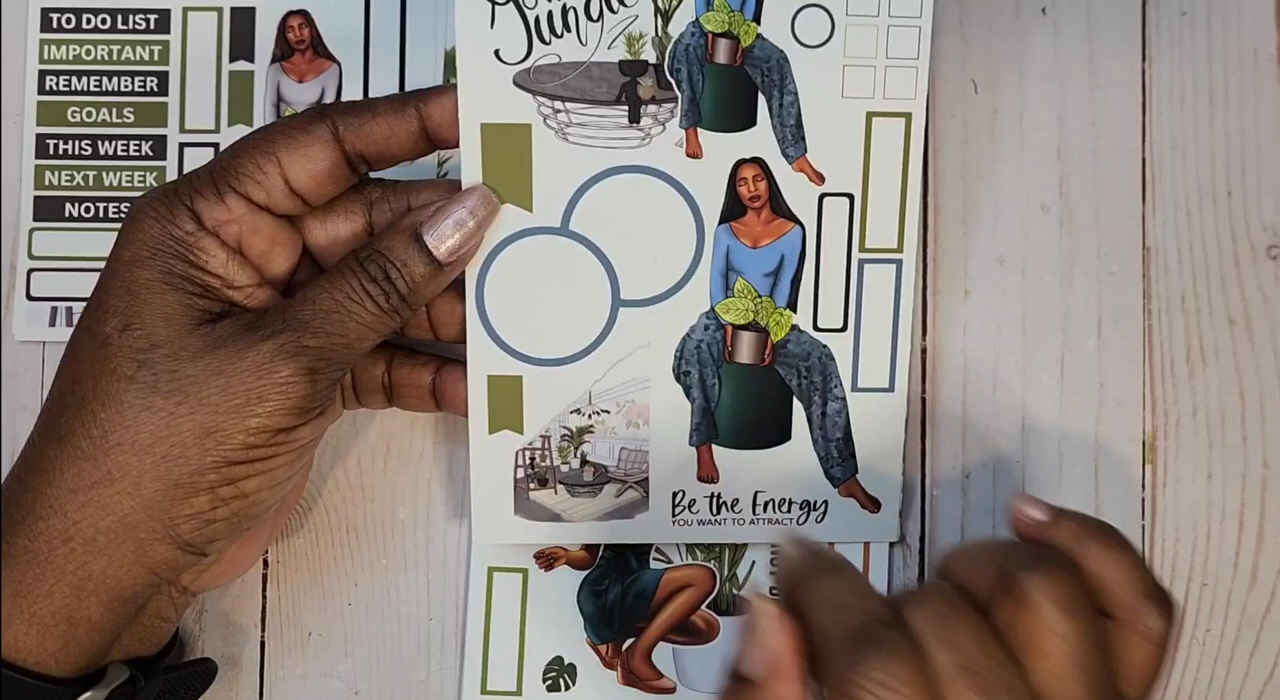 TO DO LIST
IMPORTANT
REMEMBER
GOALS
THIS WEEK
NEXT WEEK
NOTES
Jungle
Be the Energy
YOU WANT TO ATTRACT